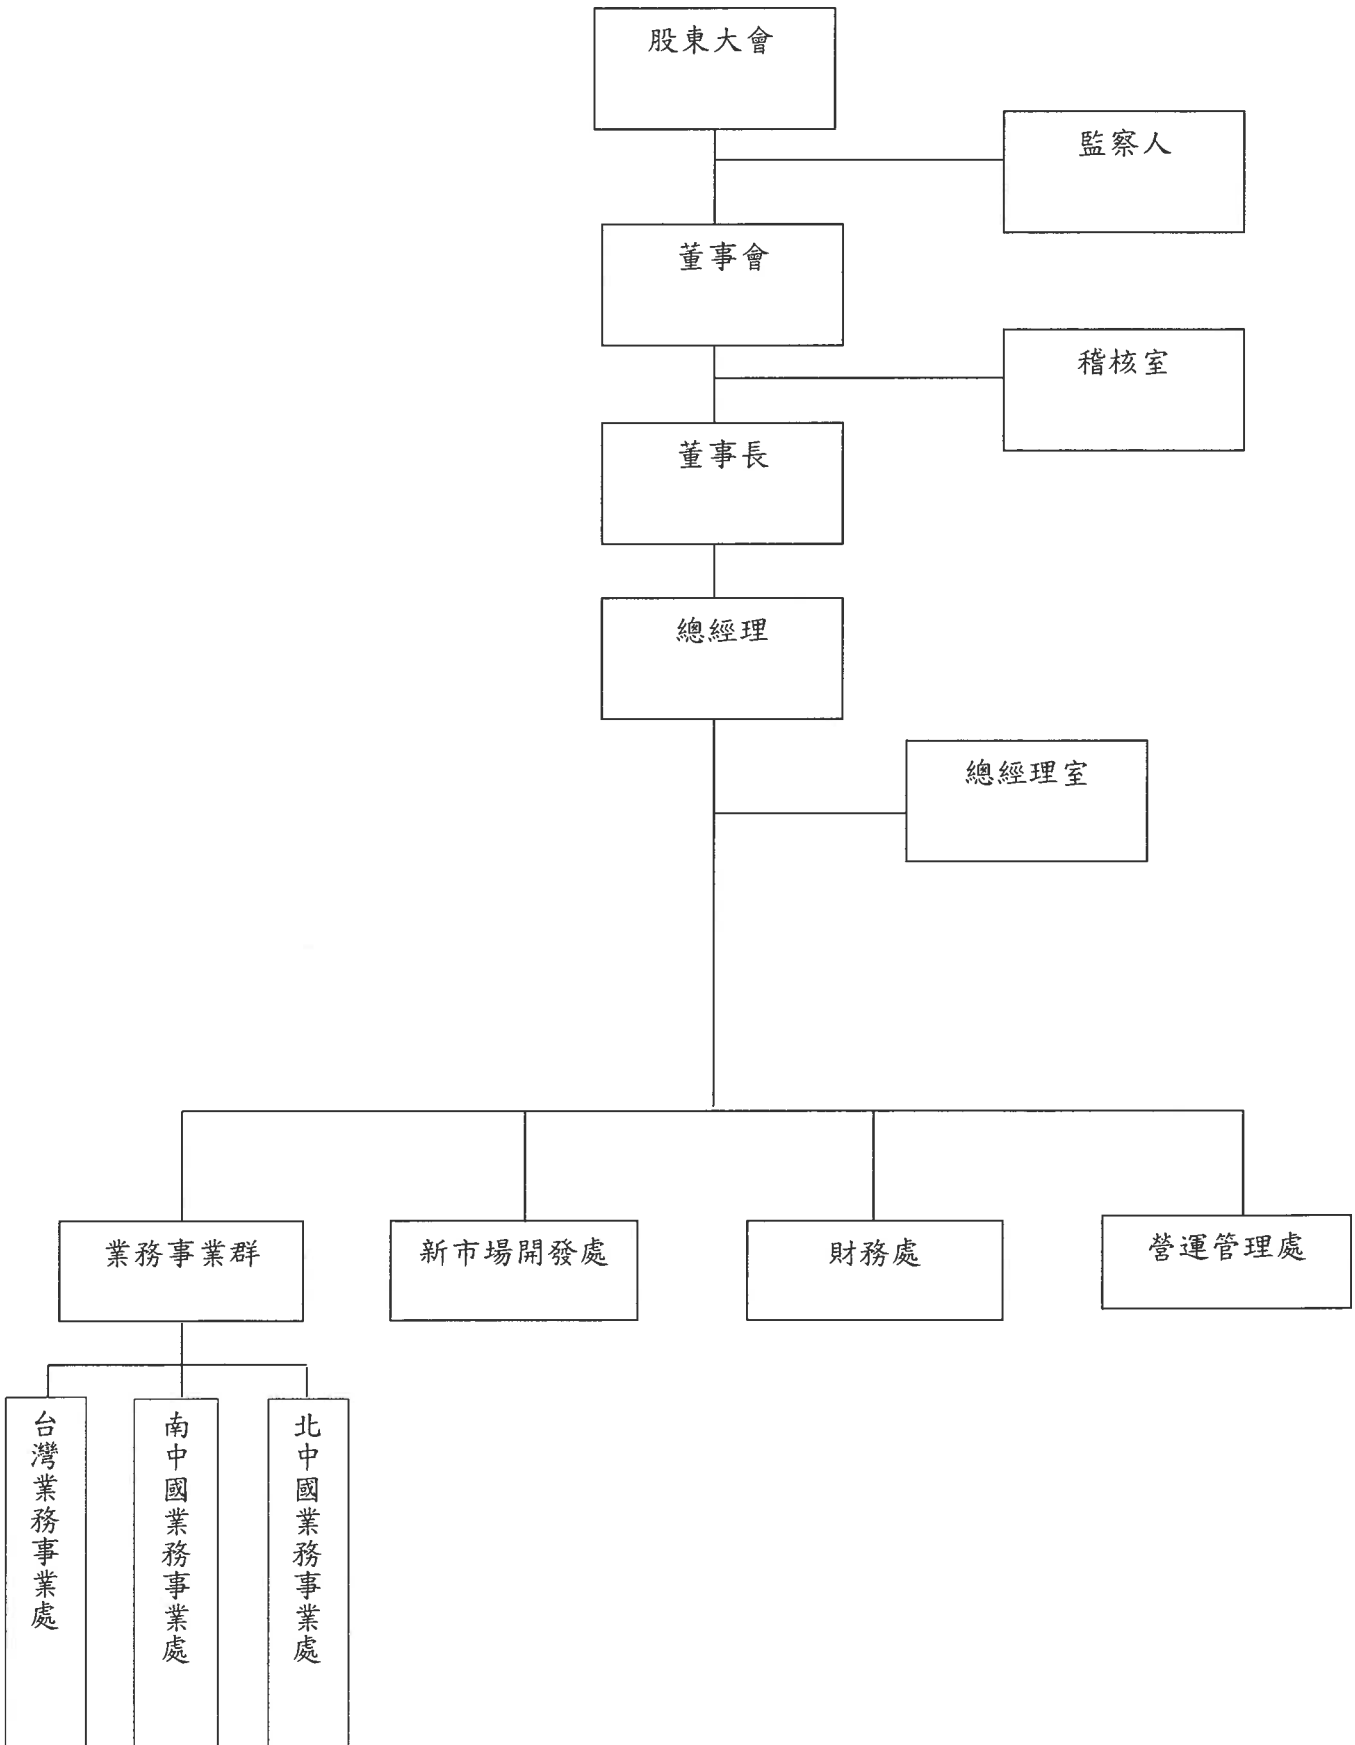 股東大會
監察人
董事會
稽核室
董事長
總經理
總經理室
業務事業群
新市場開發處
財務處
營運管理處
台灣業務事業處
南中國業務事業處
北中國業務事業處